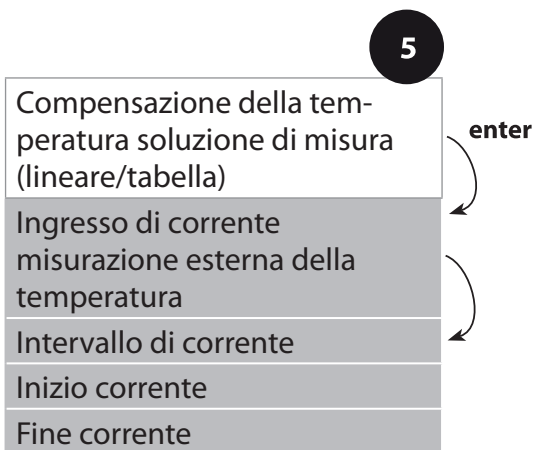 5
Compensazione della tem-
peratura soluzione di misura
(lineare/tabella)
enter
Ingresso di corrente
misurazione esterna della
temperatura
Intervallo di corrente
Inizio corrente
Fine corrente